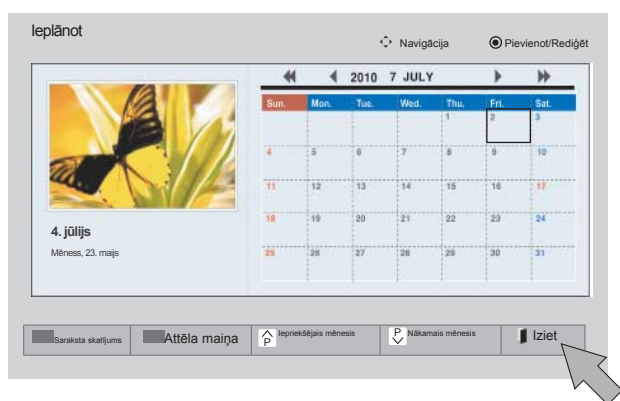 Ieplānot
Navigācija Pievienot/Rediģēt
2010 7 JULY
Sun. Mon. Tue. Wed. Thu. Fri. Sat.
1 2 3
4 5 6 7 8 9 10
11 12 13 14 15 16 17
18 19 20 21 22 23 24
25 26 27 28 29 30 31
4. jūlijs
Mēness, 23. maijs
Saraksta skatījums Attēla maiņa P Iepriekšējais mēnesis P Nākamais mēnesis Iziet